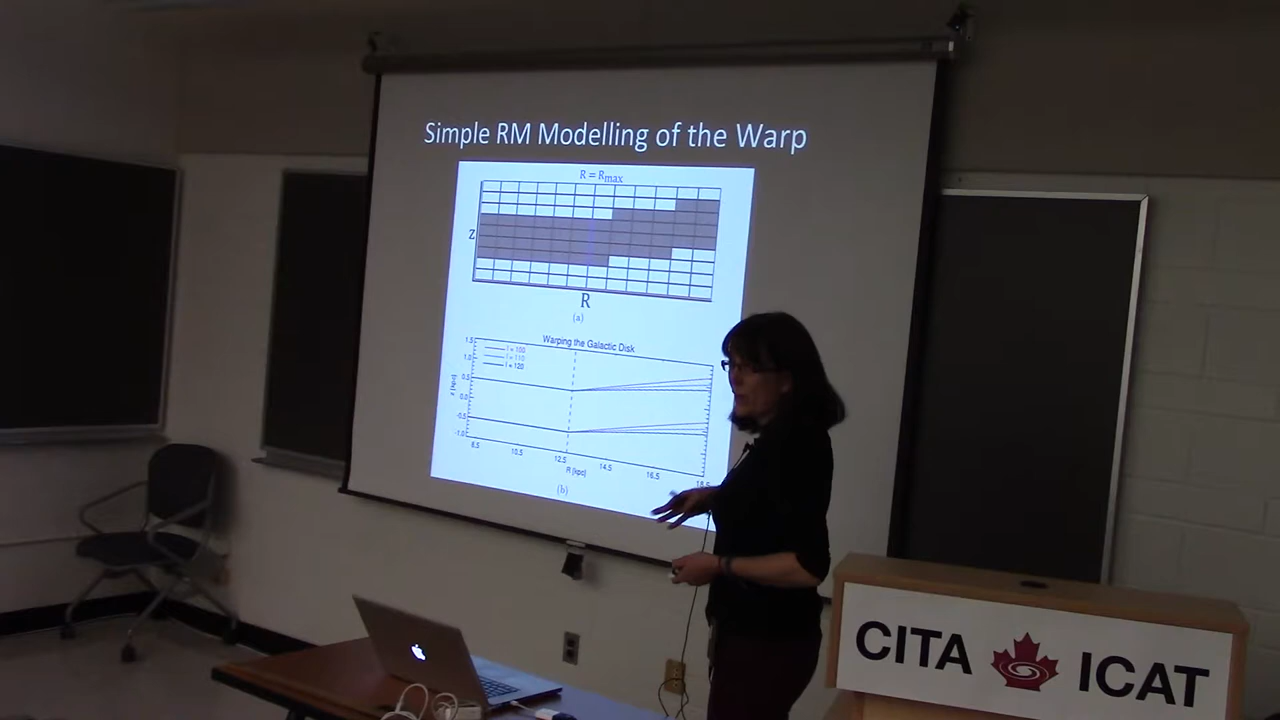 Simple RM Modelling of the Warp
R = Rmax
Z
R
(a)
Warping the Galactic Disk
l = 100
l = 110
l = 120
1.5
1.0
0.5
0.0
-0.5
-1.0
z [kpc]
8.5 10.5 12.5 14.5 16.5 18.5
R [kpc]
(b)
CITA ICAT